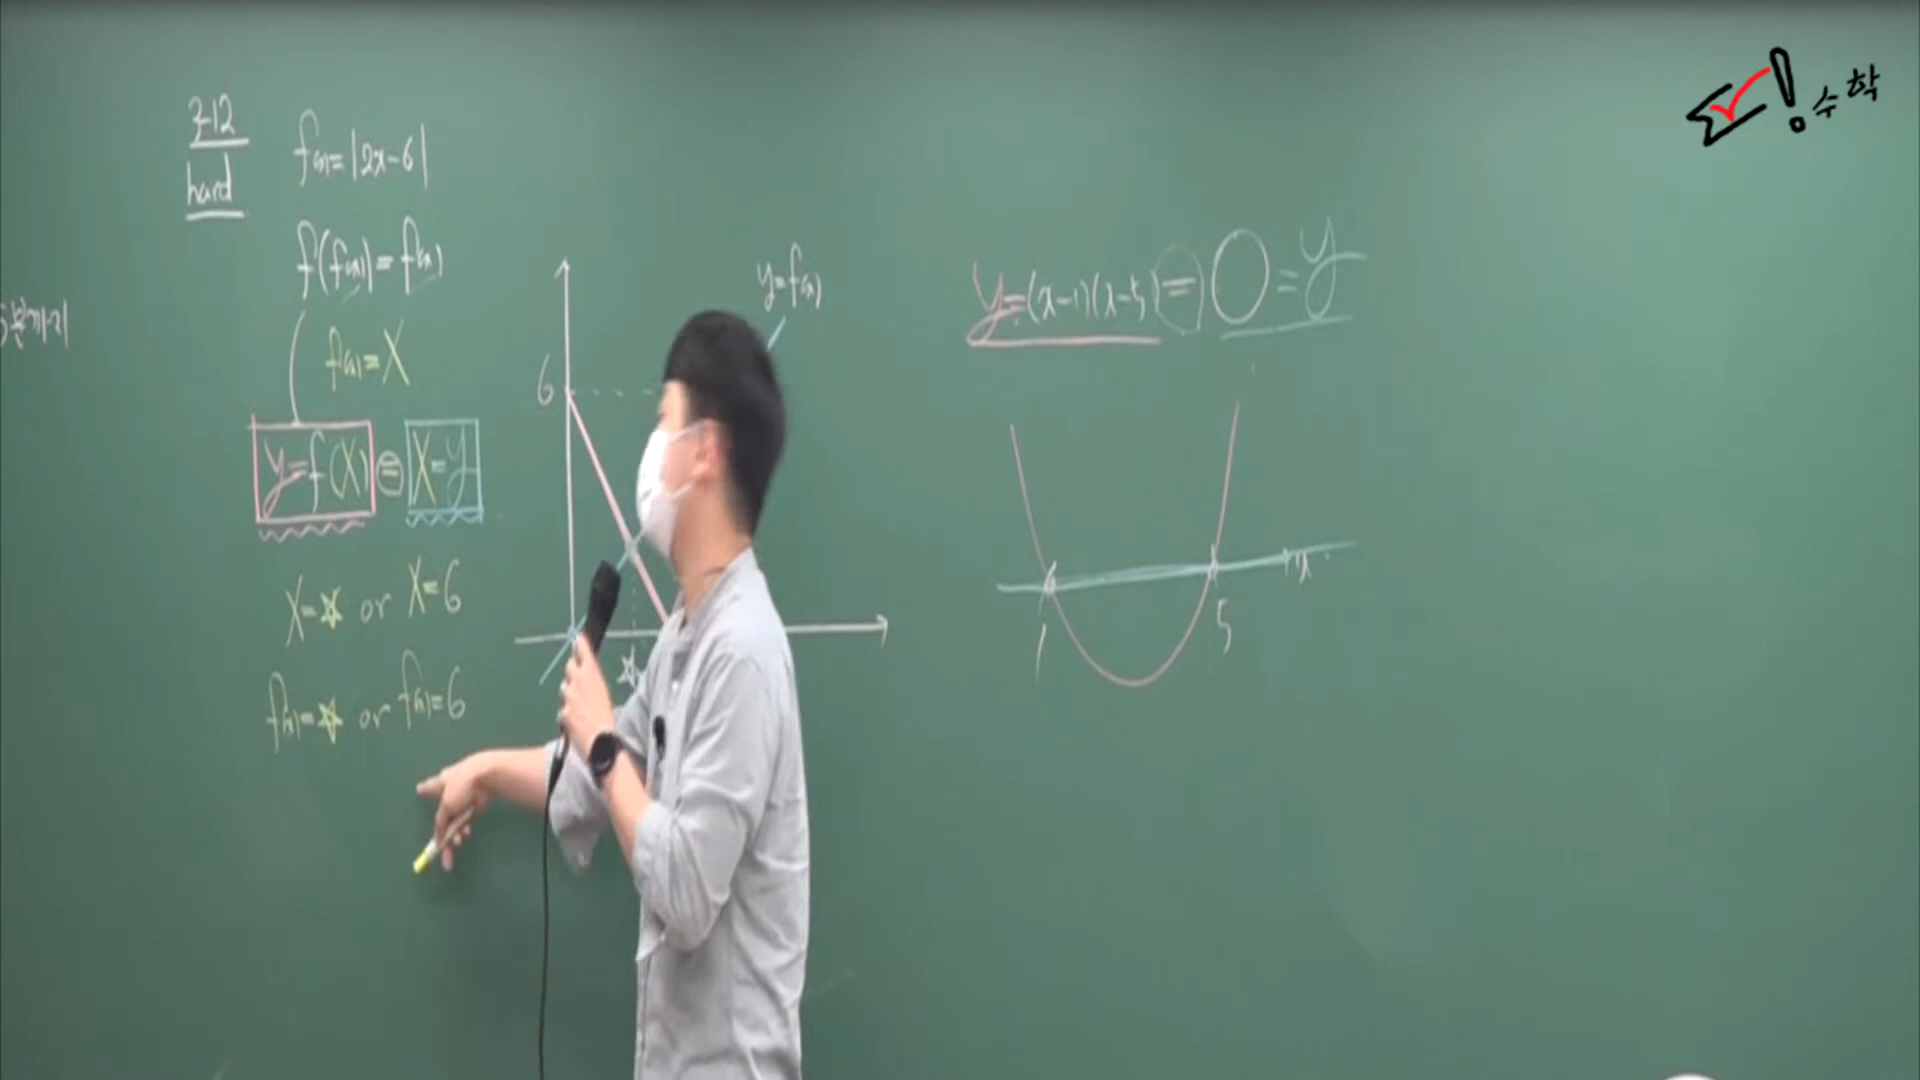 3-12
hard
f(x)=|2x-6|
f(f(x))=f(x)
f(x)=X
y=f(X)=X=y
X=☆ or X=6
f(x)=☆ or f(x)=6
y=f(x)
6
☆
y=(x-1)(x-5)=0=y
x
1
5
수학